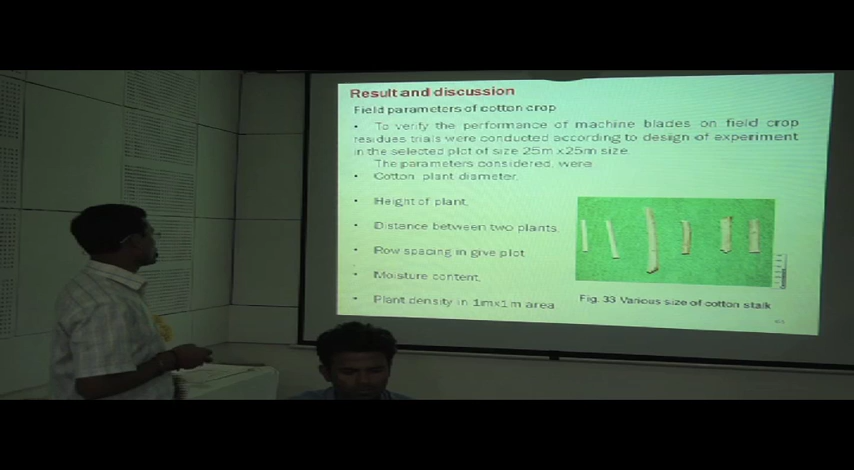 Result and discussion
Field parameters of cotton crop
• To verify the performance of machine blades on field crop
residues trials were conducted according to design of experiment
in the selected plot of size 25m x25m size.
The parameters considered, were
• Cotton plant diameter,
• Height of plant,
• Distance between two plants,
• Row spacing in give plot
• Moisture content,
• Plant density in 1mx1m area
Fig. 33 Various size of cotton stalk